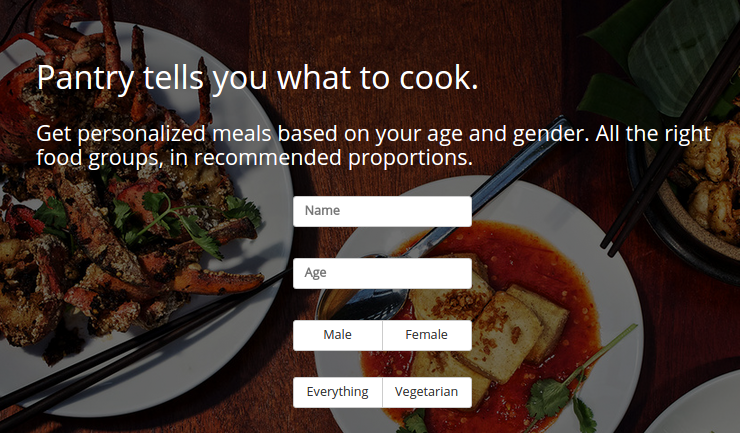 Pantry tells you what to cook.
Get personalized meals based on your age and gender. All the right
food groups, in recommended proportions.
Name
Age
Male Female
Everything Vegetarian